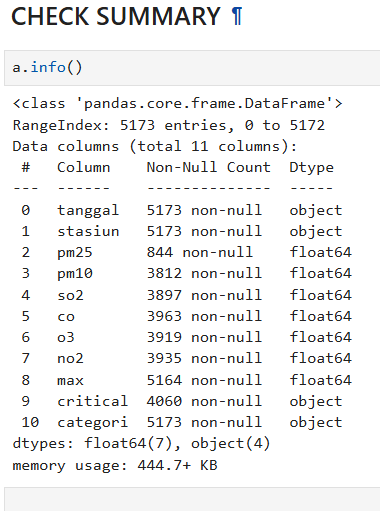 CHECK SUMMARY ¶
a.info()
<class 'pandas.core.frame.DataFrame'>
RangeIndex: 5173 entries, 0 to 5172
Data columns (total 11 columns):
 #   Column    Non-Null Count  Dtype
---  ------    --------------  -----
 0   tanggal   5173 non-null   object
 1   stasiun   5173 non-null   object
 2   pm25      844 non-null    float64
 3   pm10      3812 non-null   float64
 4   so2       3897 non-null   float64
 5   co        3963 non-null   float64
 6   o3        3919 non-null   float64
 7   no2       3935 non-null   float64
 8   max       5164 non-null   float64
 9   critical  4060 non-null   object
 10  categori  5173 non-null   object
dtypes: float64(7), object(4)
memory usage: 444.7+ KB